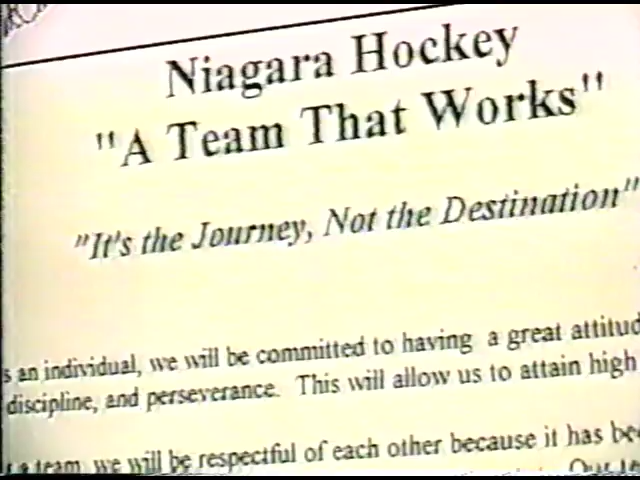 Niagara Hockey
"A Team That Works"
"It's the Journey, Not the Destination"
s an individual, we will be committed to having a great attitud
discipline, and perseverance. This will allow us to attain high
a team, we will be respectful of each other because it has be
Our